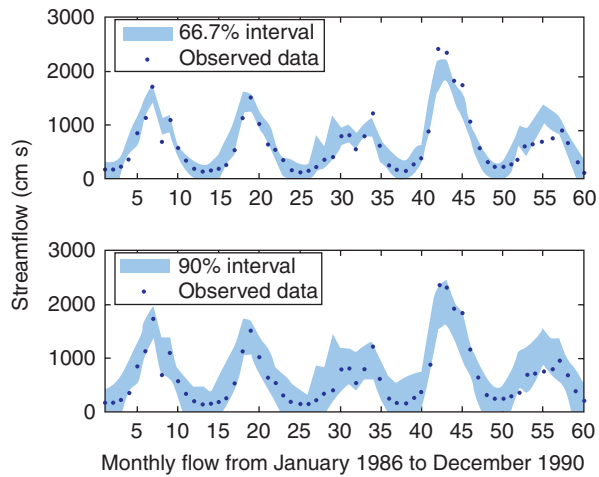 Streamflow (cm s)
3000
2000
1000
0
66.7% interval
Observed data
5 10 15 20 25 30 35 40 45 50 55 60
3000
2000
1000
0
90% interval
Observed data
5 10 15 20 25 30 35 40 45 50 55 60
Monthly flow from January 1986 to December 1990